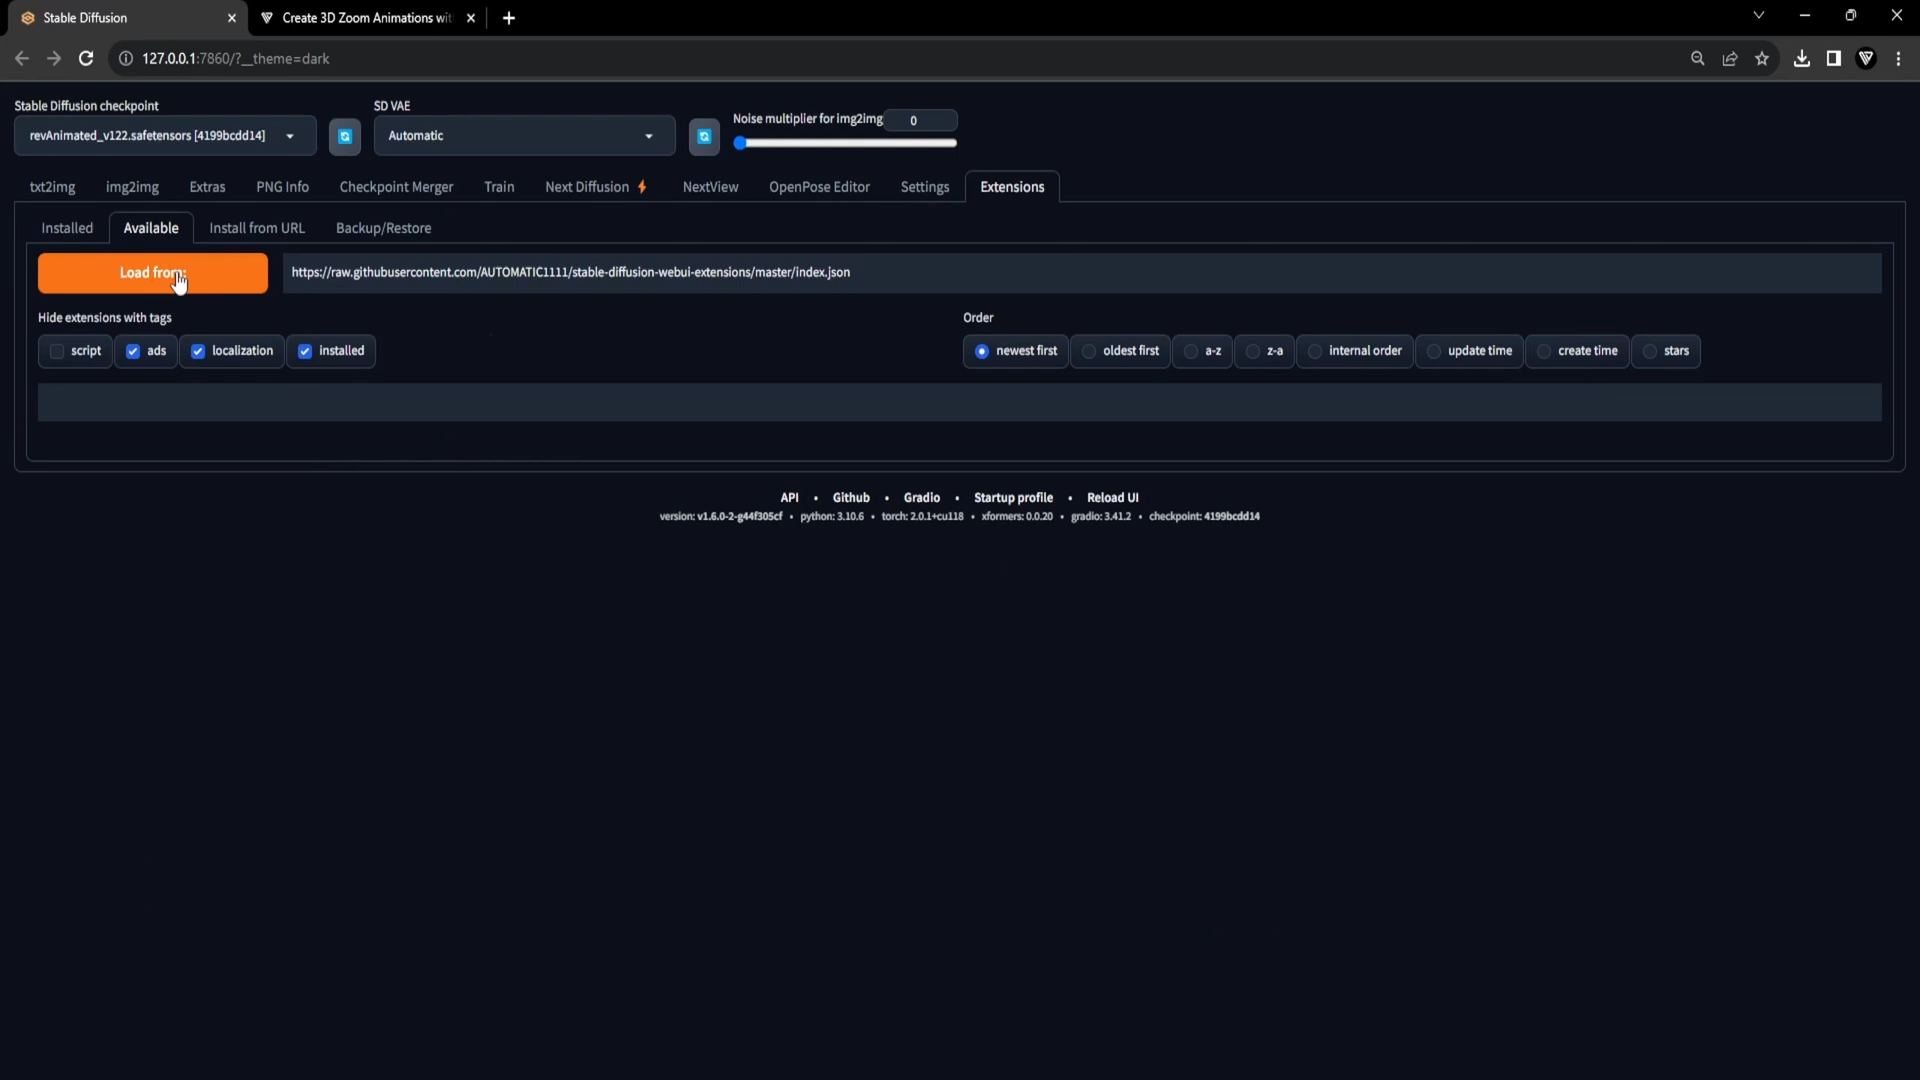 Stable Diffusion
Create 3D Zoom Animations wit
127.0.0.1:7860/?__theme=dark
Stable Diffusion checkpoint
SD VAE
Noise multiplier for img2img
0
revAnimated_v122.safetensors [4199bcdd14]
Automatic
txt2img img2img Extras PNG Info Checkpoint Merger Train Next Diffusion NextView OpenPose Editor Settings Extensions
Installed Available Install from URL Backup/Restore
Load from:
https://raw.githubusercontent.com/AUTOMATIC1111/stable-diffusion-webui-extensions/master/index.json
Hide extensions with tags
Order
script ads localization installed
newest first oldest first a-z z-a internal order update time create time stars
API • Github • Gradio • Startup profile • Reload UI
version: v1.6.0-2-g44f305cf • python: 3.10.6 • torch: 2.0.1+cu118 • xformers: 0.0.20 • gradio: 3.41.2 • checkpoint: 4199bcdd14